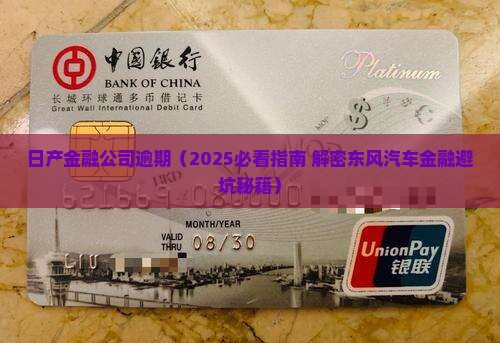 中国银行
Platinum
BANK OF CHINA
长城环球通多币借记卡
Great Wall International Debit Card
日产金融公司逾期（2025必看指南 解密东风汽车金融避
坑秘籍）
621669
MONTH/YEAR
VALID
THRU 08/30
UnionPay
银联